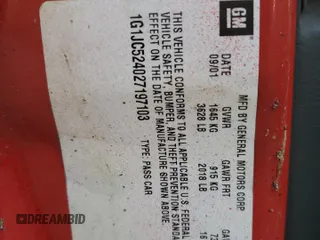 GM
MFD BY GENERAL MOTORS CORP
DATE GVWR GAWR FRT GA
09/01 1645 KG 915 KG
3628 LB 2018 LB 16
THIS VEHICLE CONFORMS TO ALL APPLICABLE U.S. FEDERAL
VEHICLE SAFETY, BUMPER, AND THEFT PREVENTION STANDA
EFFECT ON THE DATE OF MANUFACTURE SHOWN ABOVE.
1G1JC524027197103 TYPE: PASS CAR
DREAMBID